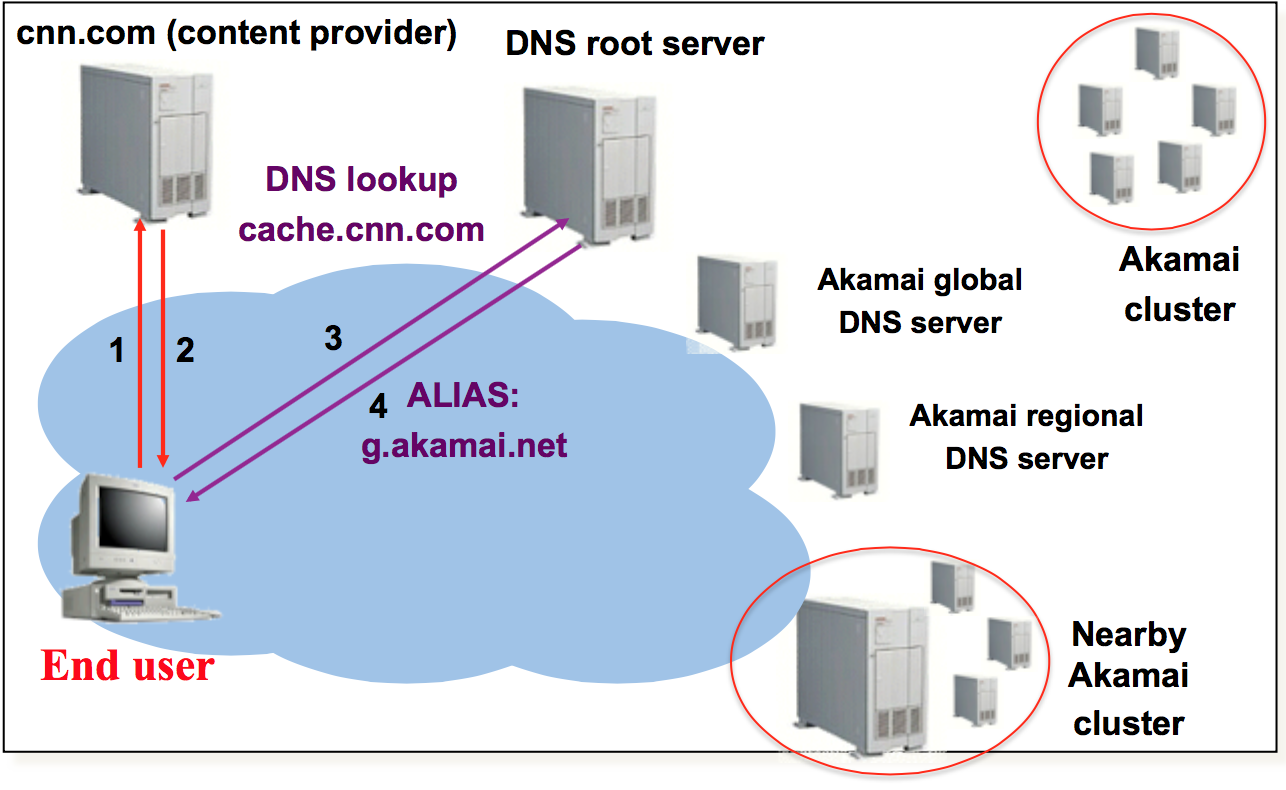 cnn.com (content provider)
DNS root server
DNS lookup
cache.cnn.com
1
2
3
4
ALIAS:
g.akamai.net
Akamai global
DNS server
Akamai regional
DNS server
Akamai
cluster
Nearby
Akamai
cluster
End user